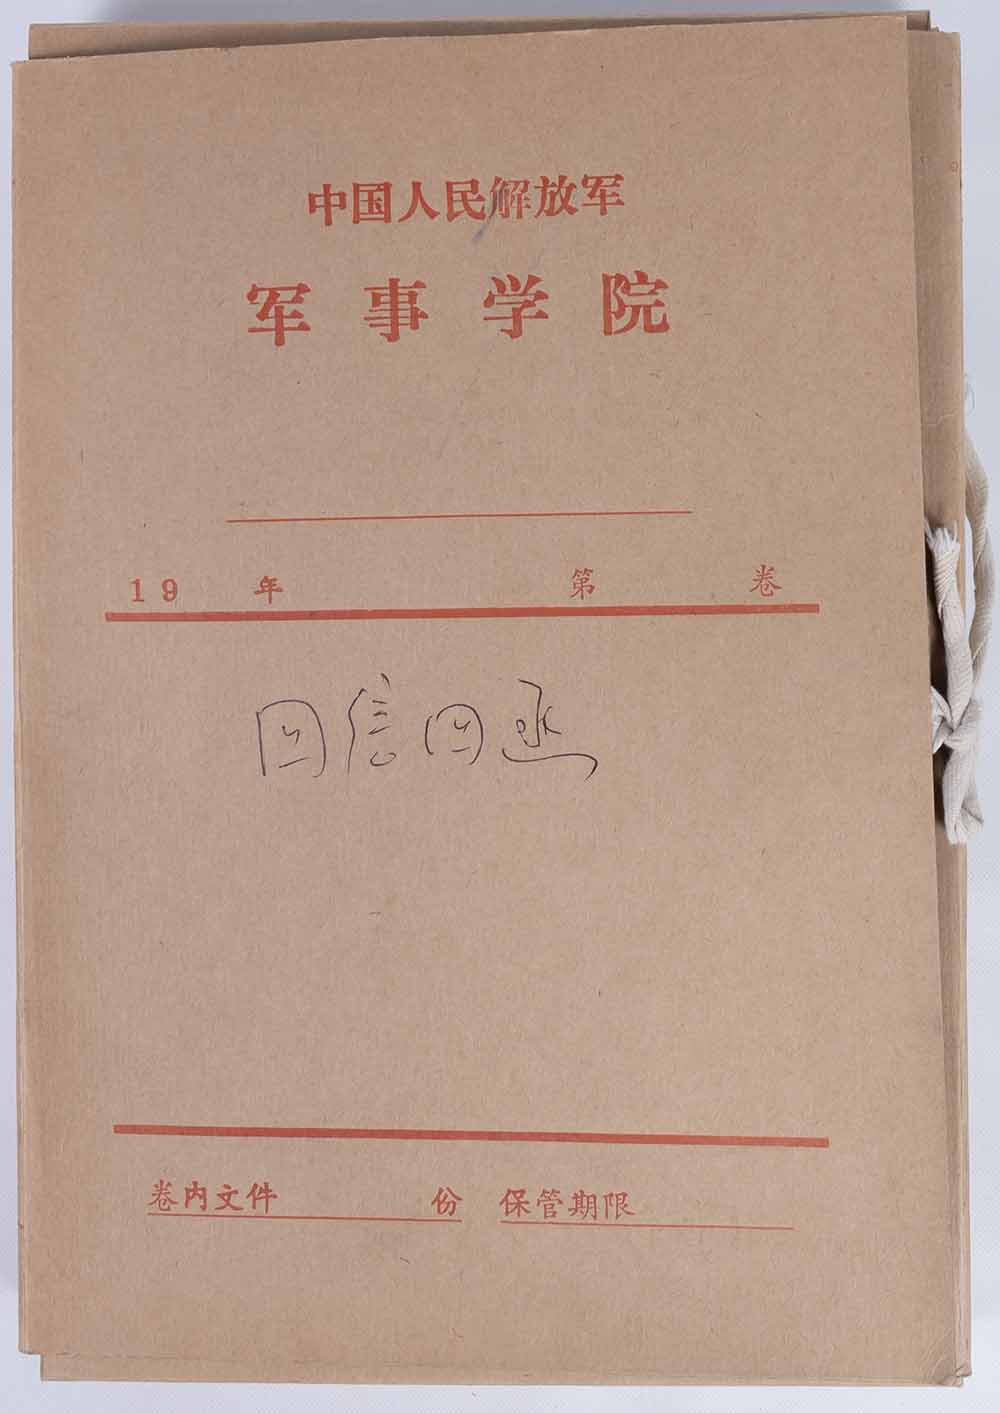 中国人民解放军
军事学院
19 年 第 卷
回信回函
卷内文件 份 保管期限